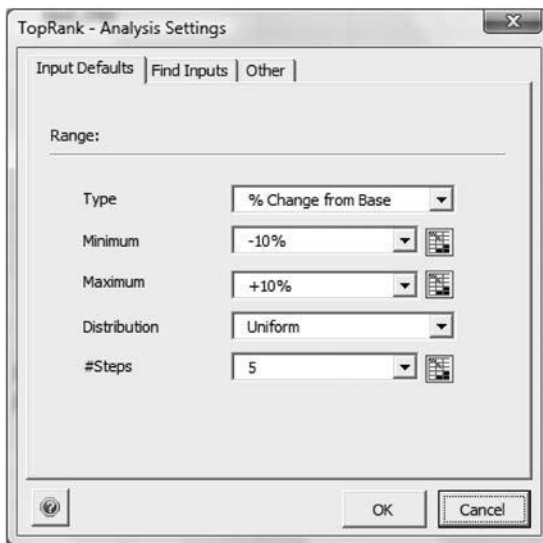 TopRank - Analysis Settings
Input Defaults Find Inputs Other
Range:
Type % Change from Base
Minimum -10%
Maximum +10%
Distribution Uniform
#Steps 5
OK Cancel